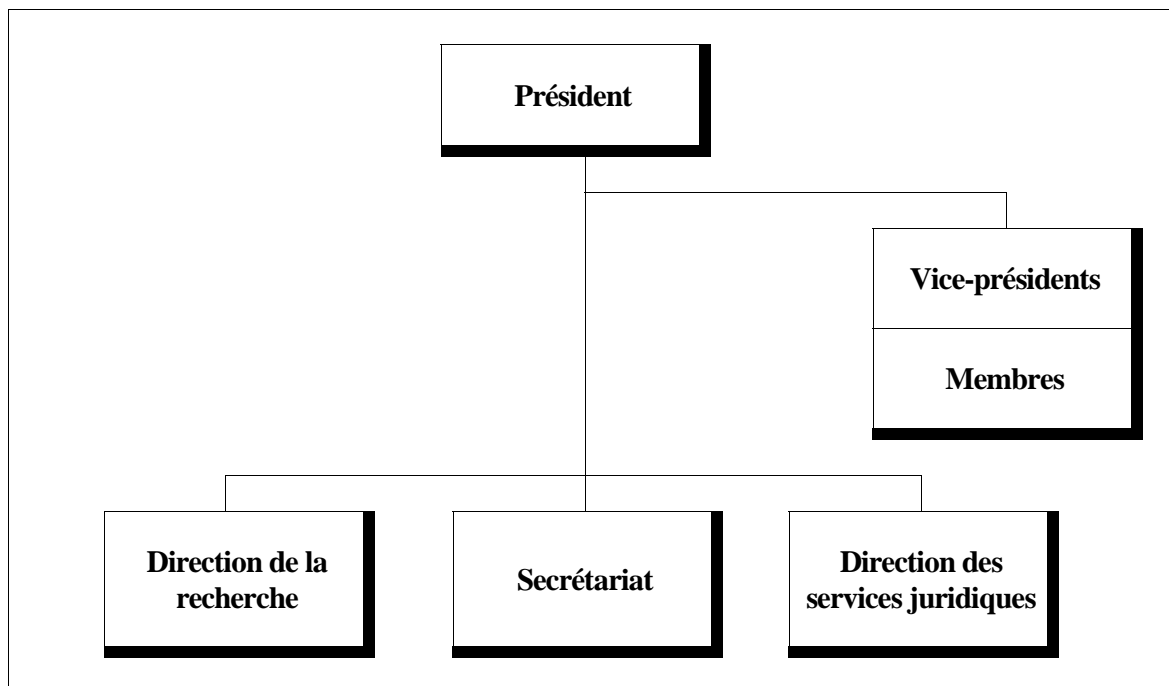 Président
Vice-présidents
Membres
Direction de la
recherche
Secrétariat
Direction des
services juridiques